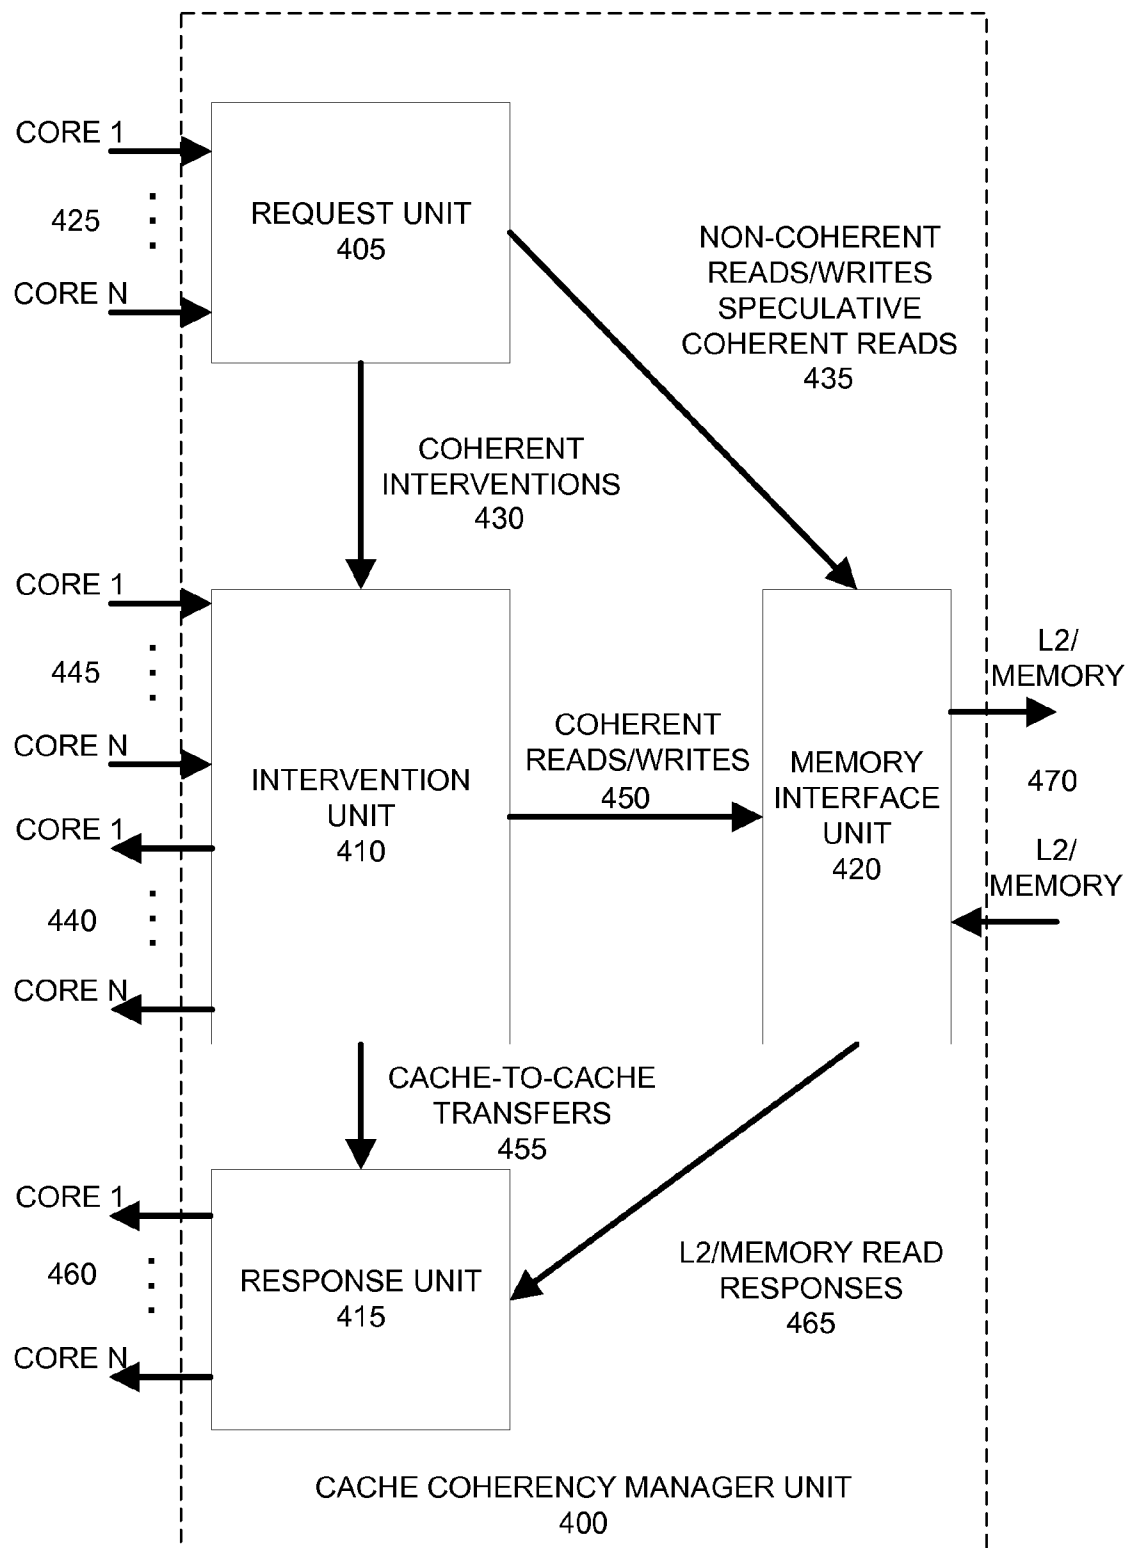 CORE 1
425
CORE N
REQUEST UNIT
405
NON-COHERENT
READS/WRITES
SPECULATIVE
COHERENT READS
435
COHERENT
INTERVENTIONS
430
CORE 1
445
CORE N
CORE 1
440
CORE N
INTERVENTION
UNIT
410
COHERENT
READS/WRITES
450
MEMORY
INTERFACE
UNIT
420
L2/
MEMORY
470
L2/
MEMORY
CACHE-TO-CACHE
TRANSFERS
455
CORE 1
460
CORE N
RESPONSE UNIT
415
L2/MEMORY READ
RESPONSES
465
CACHE COHERENCY MANAGER UNIT
400